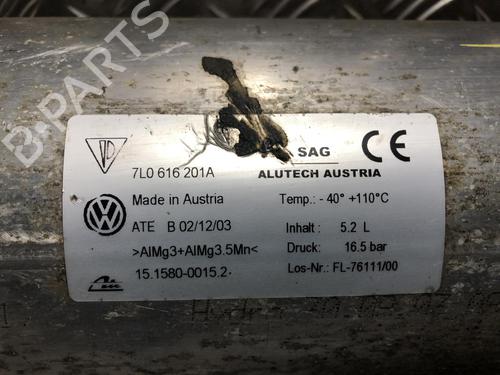 B-PARTS
SAG
CE
7L0 616 201A
ALUTECH AUSTRIA
Made in Austria
Temp.: - 40° +110°C
ATE B 02/12/03
Inhalt : 5.2 L
>AlMg3+AlMg3.5Mn<
Druck: 16.5 bar
15.1580-0015.2
Los-Nr.: FL-76111/00